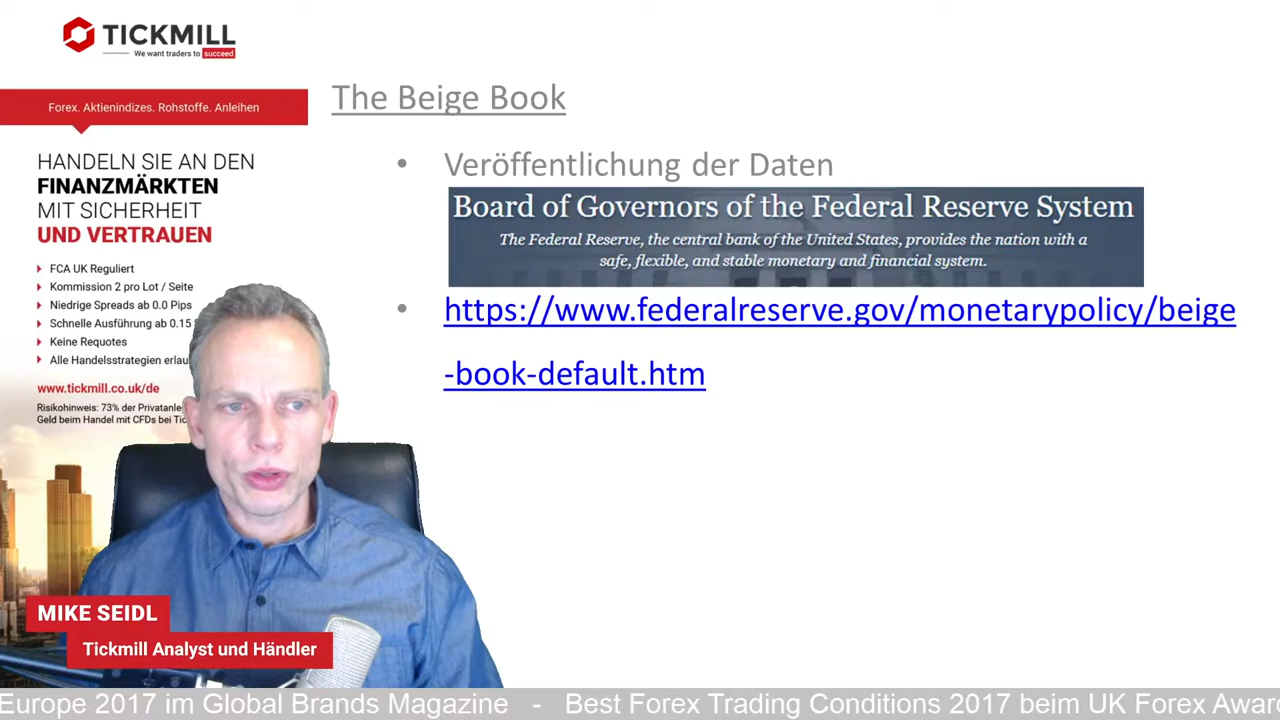 TICKMILL
We want traders to succeed
Forex. Aktienindizes. Rohstoffe. Anleihen
HANDELN SIE AN DEN
FINANZMÄRKTEN
MIT SICHERHEIT
UND VERTRAUEN
FCA UK Reguliert
Kommission 2 pro Lot / Seite
Niedrige Spreads ab 0.0 Pips
Schnelle Ausführung ab 0.15
Keine Requotes
Alle Handelsstrategien erlau
www.tickmill.co.uk/de
Risikohinweis: 73% der Privatanle
Geld beim Handel mit CFDs bei Tic
The Beige Book
• Veröffentlichung der Daten
Board of Governors of the Federal Reserve System
The Federal Reserve, the central bank of the United States, provides the nation with a
safe, flexible, and stable monetary and financial system.
• https://www.federalreserve.gov/monetarypolicy/beige
-book-default.htm
MIKE SEIDL
Tickmill Analyst und Händler
Europe 2017 im Global Brands Magazine - Best Forex Trading Conditions 2017 beim UK Forex Awar